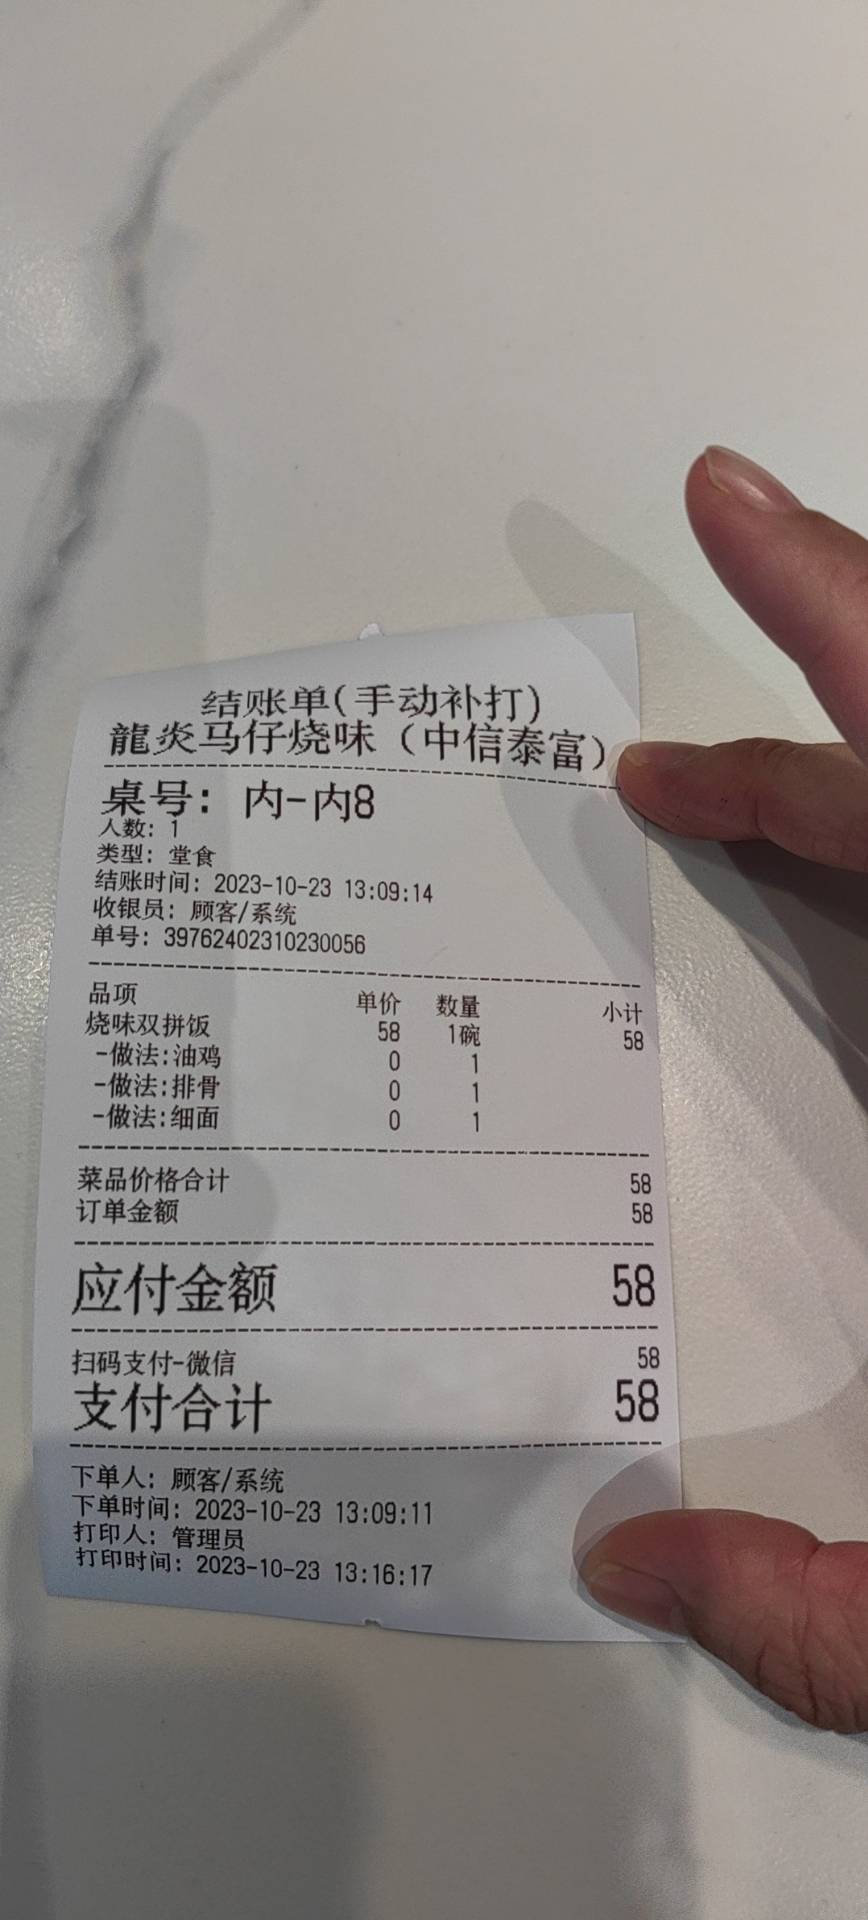 结账单(手动补打)
龍炎马仔烧味（中信泰富）
桌号: 内-内8
人数: 1
类型: 堂食
结账时间: 2023-10-23 13:09:14
收银员: 顾客/系统
单号: 39762402310230056
品项 单价 数量 小计
烧味双拼饭 58 1碗 58
-做法:油鸡 0 1
-做法:排骨 0 1
-做法:细面 0 1
菜品价格合计 58
订单金额 58
应付金额 58
扫码支付-微信 58
支付合计 58
下单人: 顾客/系统
下单时间: 2023-10-23 13:09:11
打印人: 管理员
打印时间: 2023-10-23 13:16:17